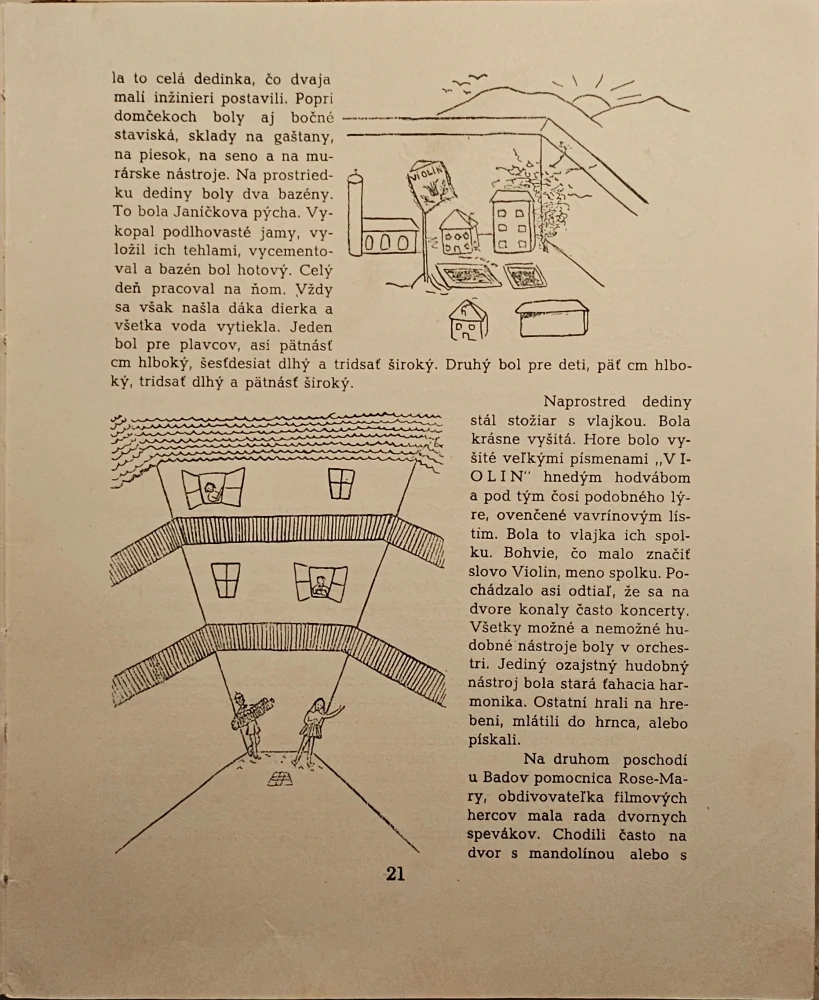 la to celá dedinka, čo dvaja
malí inžinieri postavili. Popri
domčekoch boly aj bočné
staviská, sklady na gaštany,
na piesok, na seno a na mu-
rárske nástroje. Na prostried-
ku dediny boly dva bazény.
To bola Janíčkova pýcha. Vy-
kopal podlhovasté jamy, vy-
ložil ich tehlami, vycemento-
val a bazén bol hotový. Celý
deň pracoval na ňom. Vždy
sa však našla dáka dierka a
všetka voda vytiekla. Jeden
bol pre plavcov, asi pätnásť
cm hlboký, šesťdesiat dlhý a tridsať široký. Druhý bol pre deti, päť cm hlbo-
ký, tridsať dlhý a pätnásť široký.
VIOLIN
Naprostred dediny
stál stožiar s vlajkou. Bola
krásne vyšitá. Hore bolo vy-
šité veľkými písmenami „V I-
O L I N" hnedým hodvábom
a pod tým čosi podobného lý-
re, ovenčené vavrínovým lís-
tím. Bola to vlajka ich spol-
ku. Bohvie, čo malo značiť
slovo Violin, meno spolku. Po-
chádzalo asi odtiaľ, že sa na
dvore konaly často koncerty.
Všetky možné a nemožné hu-
dobné nástroje boly v orches-
tri. Jediný ozajstný hudobný
nástroj bola stará ťahacia har-
monika. Ostatní hrali na hre-
beni, mlátili do hrnca, alebo
pískali.
Na druhom poschodí
u Badov pomocnica Rose-Ma-
ry, obdivovateľka filmových
hercov mala rada dvornych
spevákov. Chodili často na
dvor s mandolínou alebo s
21